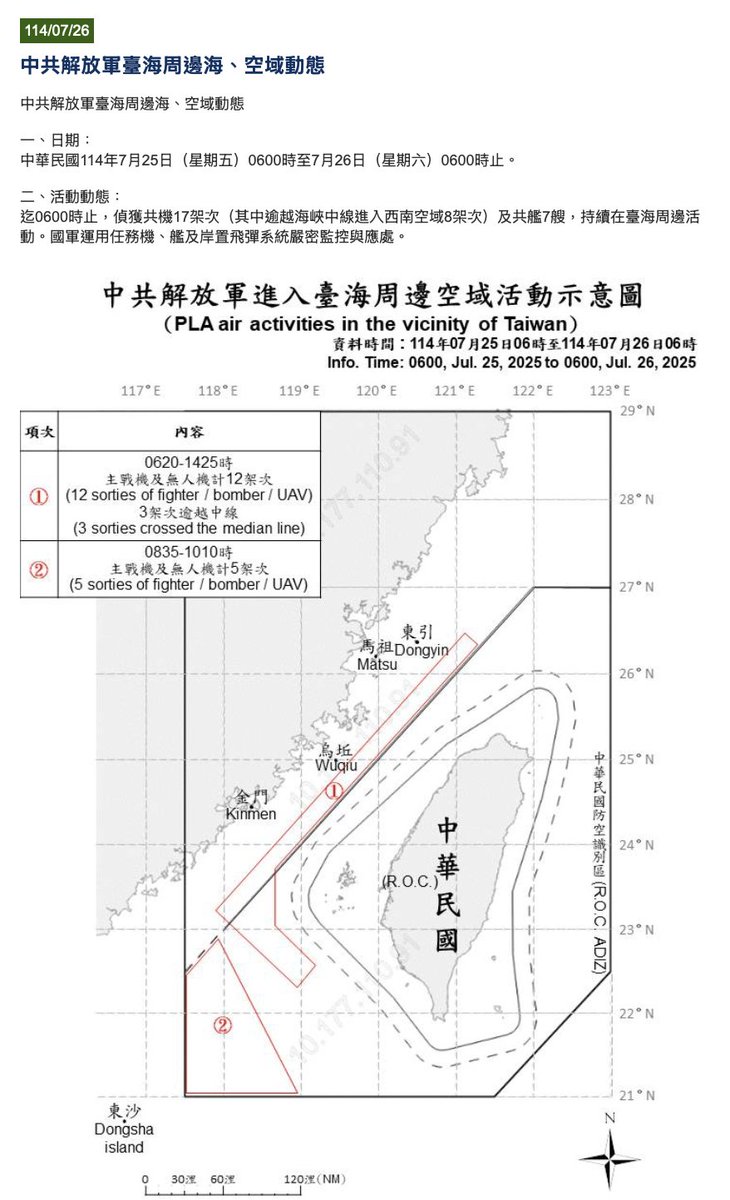 114/07/26
中共解放軍臺海周邊海、空域動態
中共解放軍臺海周邊海、空域動態
一、日期：
中華民國114年7月25日（星期五）0600時至7月26日（星期六）0600時止。
二、活動動態：
迄0600時止，偵獲共機17架次（其中逾越海峽中線進入西南空域8架次）及共艦7艘，持續在臺海周邊活
動。國軍運用任務機、艦及岸置飛彈系統嚴密監控與應處。
中共解放軍進入臺海周邊空域活動示意圖
（PLA air activities in the vicinity of Taiwan）
資料時間：114年07月25日06時至114年07月26日06時
Info. Time: 0600, Jul. 25, 2025 to 0600, Jul. 26, 2025
117°E 118°E 119°E 120°E 121°E 122°E 123°E
29°N
項次 內容
① 0620-1425時
主戰機及無人機計12架次
(12 sorties of fighter / bomber / UAV)
3架次逾越中線
(3 sorties crossed the median line)
② 0835-1010時
主戰機及無人機計5架次
(5 sorties of fighter / bomber / UAV)
10.177.110.91
28°N
27°N
東引
Dongyin
馬祖
Matsu
26°N
10.177.110.91
烏坵
Wuqiu
25°N
①
金門
Kinmen
中華民國
(R.O.C.)
中華民國防空識別區(R.O.C ADIZ)
24°N
23°N
10.177.110.91
②
22°N
21°N
東沙
Dongsha
island
N
0 30浬 60浬 120浬(NM)